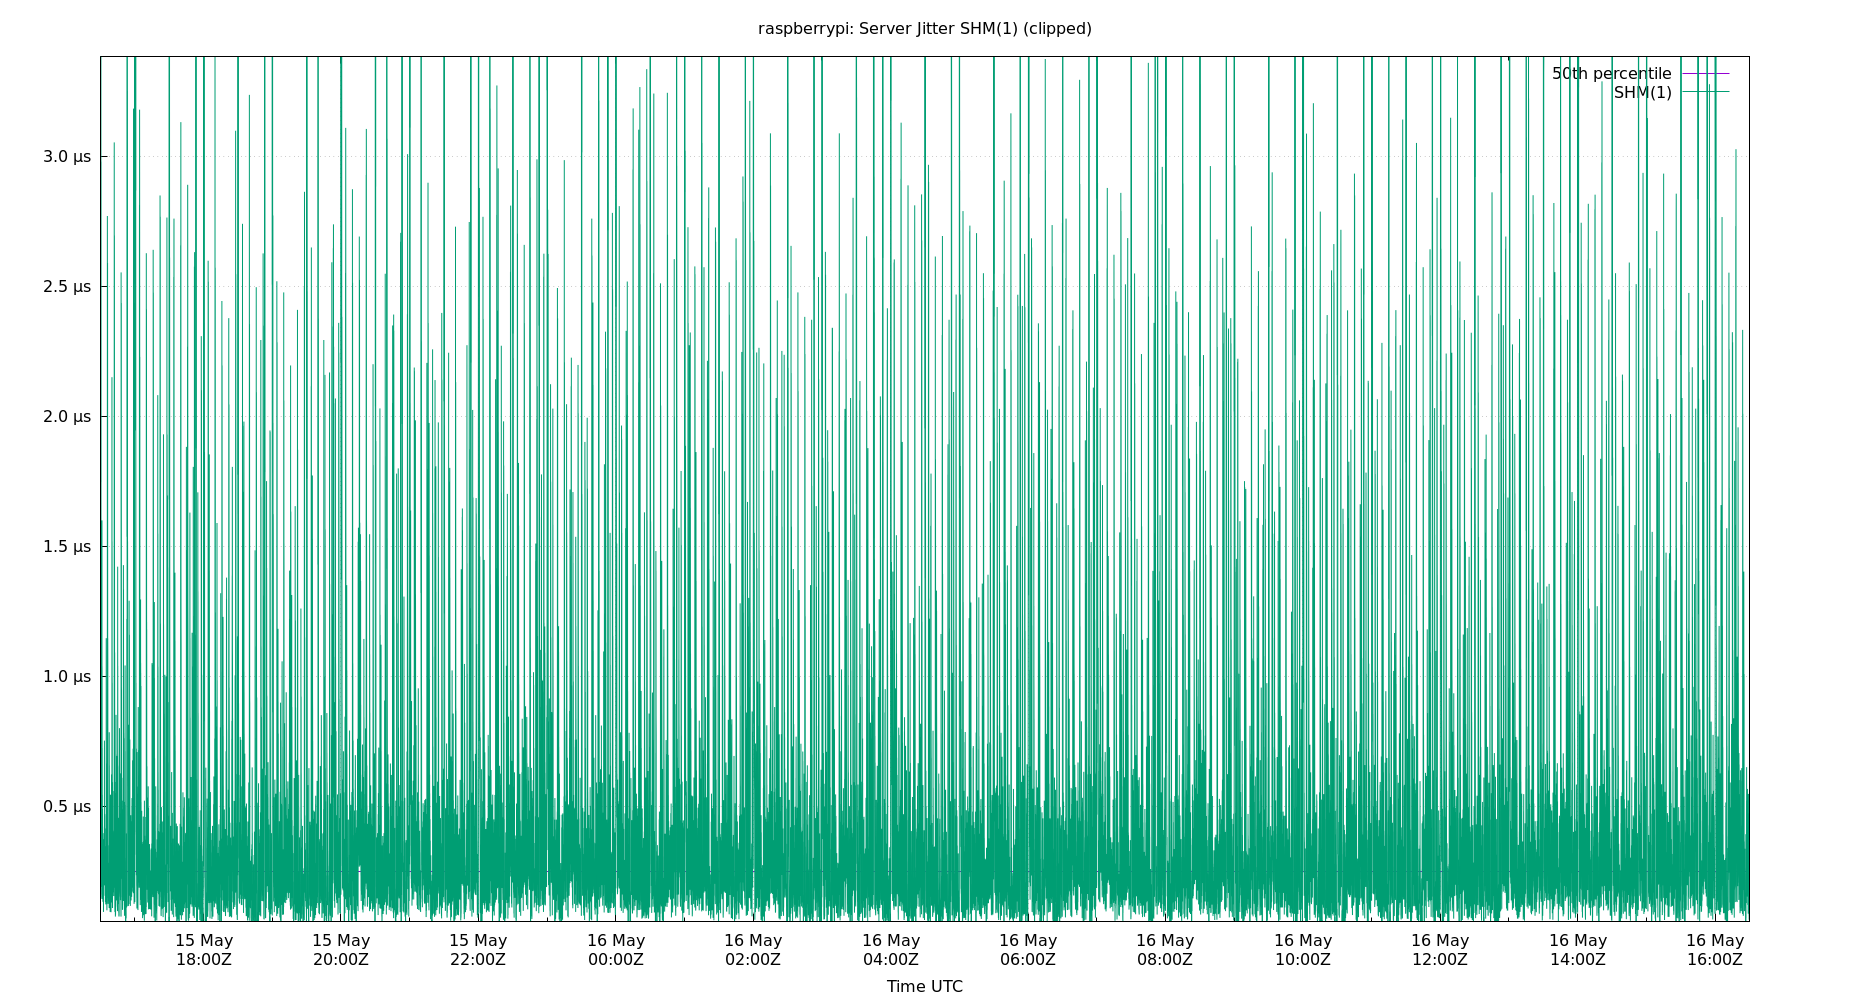 raspberrypi: Server Jitter SHM(1) (clipped)
50th percentile
SHM(1)
3.0 μs
2.5 μs
2.0 μs
1.5 μs
1.0 μs
0.5 μs
15 May 15 May 15 May 16 May 16 May 16 May 16 May 16 May 16 May 16 May 16 May 16 May
18:00Z 20:00Z 22:00Z 00:00Z 02:00Z 04:00Z 06:00Z 08:00Z 10:00Z 12:00Z 14:00Z 16:00Z
Time UTC